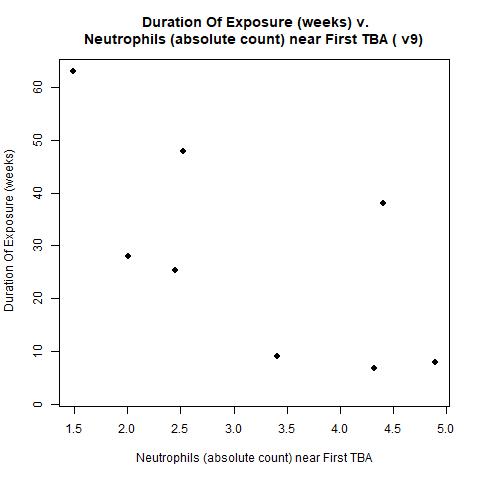 Duration Of Exposure (weeks) v.
Neutrophils (absolute count) near First TBA ( v9)
Duration Of Exposure (weeks)
60
50
40
30
20
10
0
1.5 2.0 2.5 3.0 3.5 4.0 4.5 5.0
Neutrophils (absolute count) near First TBA